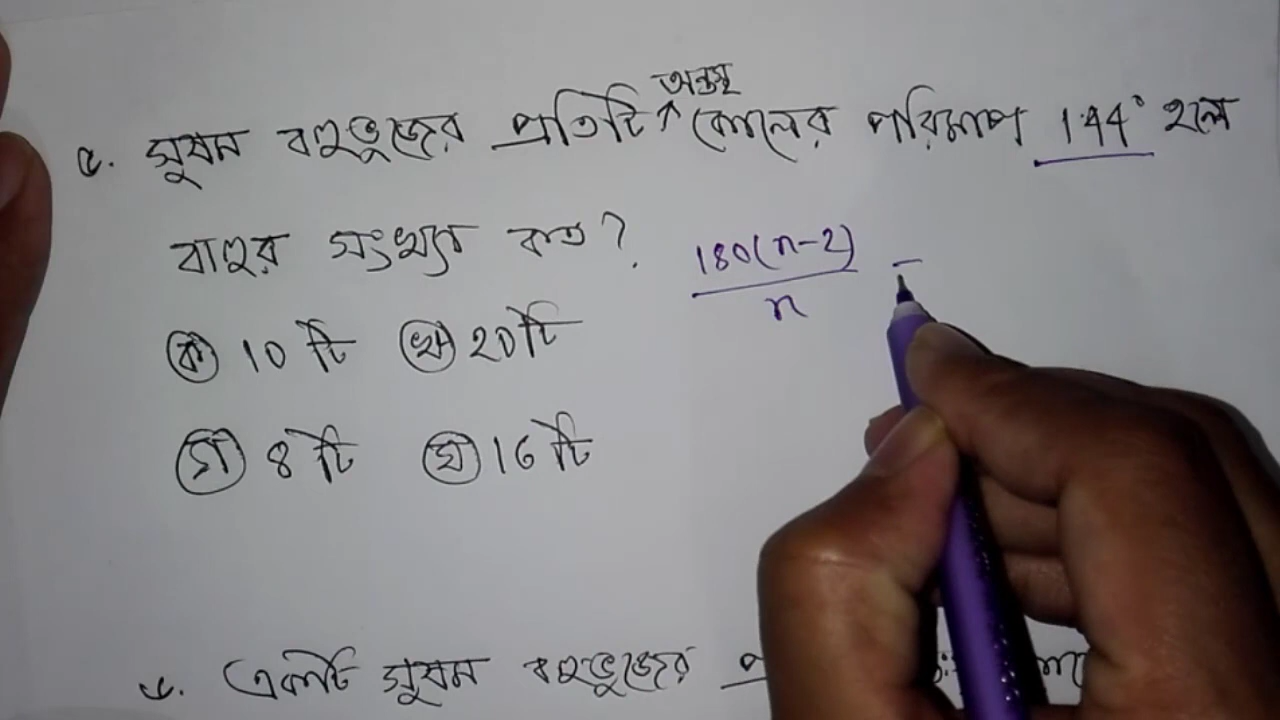 ৫. সুষম বহুভুজের প্রতিটি অন্তস্থ কোনের পরিমাপ 144° হলে
বাহুর সংখ্যা কত?
180(n-2)
n
ক 10 টি খ 20 টি
গ 8 টি ঘ 16 টি
৬. একটি সুষম বহুভুজের